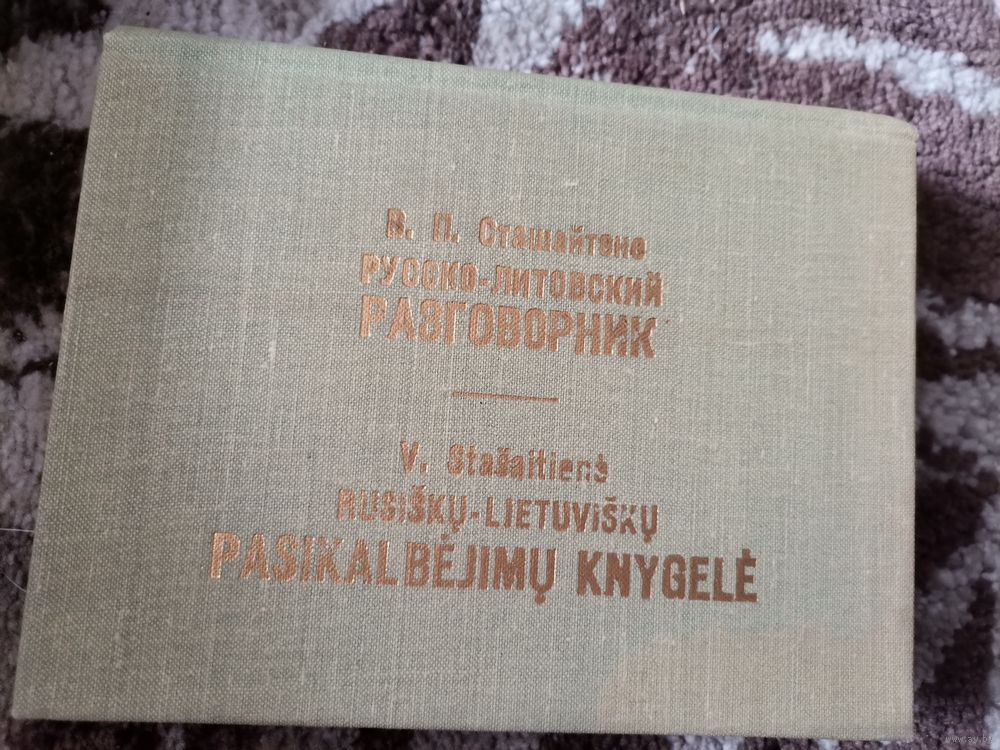 В. П. Сташайтене
РУССКО-ЛИТОВСКИЙ
РАЗГОВОРНИК
V. Stašaitienė
RUSIŠKŲ-LIETUVIŠKŲ
PASIKALBĖJIMŲ KNYGELĖ